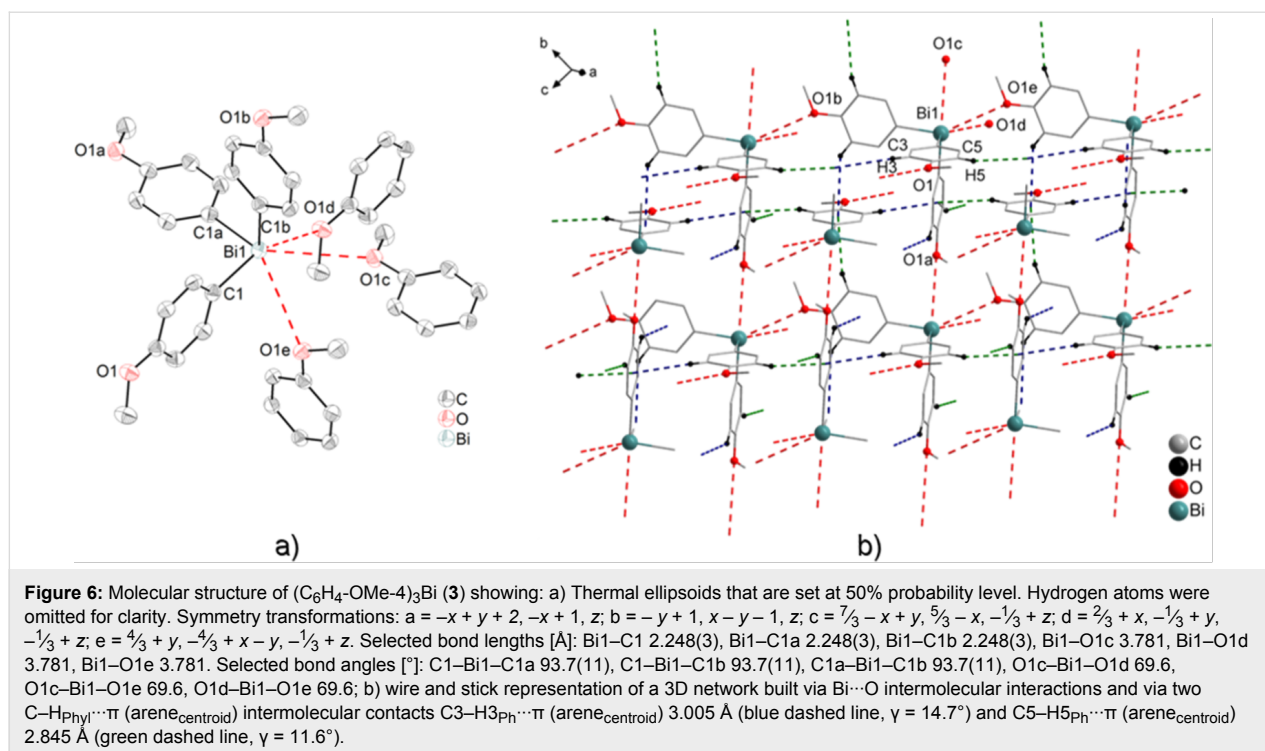 O1b
O1a
O1d
C1b
C1a
Bi1
O1c
C1
O1e
O1
C
O
Bi
a)
b
a
c
O1c
O1b
Bi1
O1e
O1d
C3
C5
H3
H5
O1
O1a
C
H
O
Bi
b)
Figure 6: Molecular structure of (C₆H₄-OMe-4)₃Bi (3) showing: a) Thermal ellipsoids that are set at 50% probability level. Hydrogen atoms were
omitted for clarity. Symmetry transformations: a = −x + y + 2, −x + 1, z; b = − y + 1, x − y − 1, z; c = ⁷⁄₃ − x + y, ⁵⁄₃ − x, −¹⁄₃ + z; d = ²⁄₃ + x, −¹⁄₃ + y,
−¹⁄₃ + z; e = ⁴⁄₃ + y, −⁴⁄₃ + x − y, −¹⁄₃ + z. Selected bond lengths [Å]: Bi1–C1 2.248(3), Bi1–C1a 2.248(3), Bi1–C1b 2.248(3), Bi1–O1c 3.781, Bi1–O1d
3.781, Bi1–O1e 3.781. Selected bond angles [°]: C1–Bi1–C1a 93.7(11), C1–Bi1–C1b 93.7(11), C1a–Bi1–C1b 93.7(11), O1c–Bi1–O1d 69.6,
O1c–Bi1–O1e 69.6, O1d–Bi1–O1e 69.6; b) wire and stick representation of a 3D network built via Bi···O intermolecular interactions and via two
C–H_Phyl···π (arene_centroid) intermolecular contacts C3–H3_Ph···π (arene_centroid) 3.005 Å (blue dashed line, γ = 14.7°) and C5–H5_Ph···π (arene_centroid)
2.845 Å (green dashed line, γ = 11.6°).